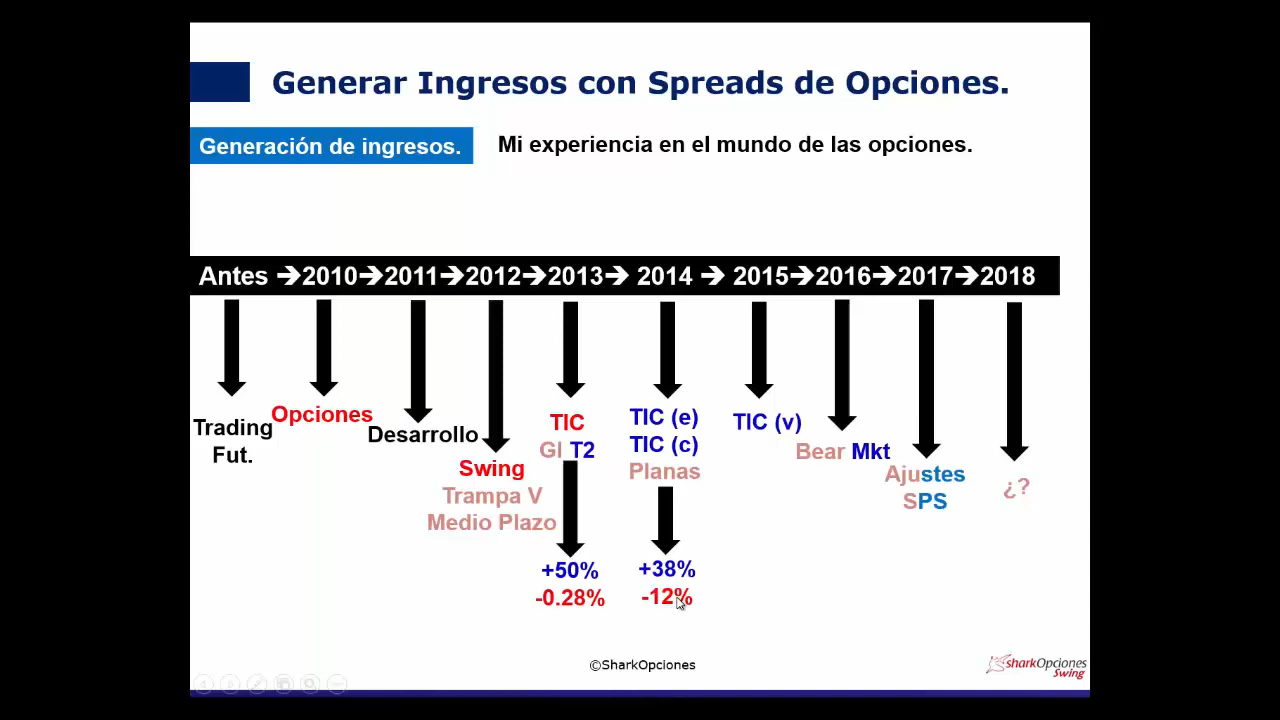 Generar Ingresos con Spreads de Opciones.
Generación de ingresos.
Mi experiencia en el mundo de las opciones.
Antes ➔2010➔2011➔2012➔2013➔ 2014 ➔ 2015➔2016➔2017➔2018
Trading
Fut.
Opciones
Desarrollo
Swing
Trampa V
Medio Plazo
TIC
GI T2
+50%
-0.28%
TIC (e)
TIC (c)
Planas
+38%
-12%
TIC (v)
Bear Mkt
Ajustes
SPS
¿?
©SharkOpciones
sharkOpciones
Swing